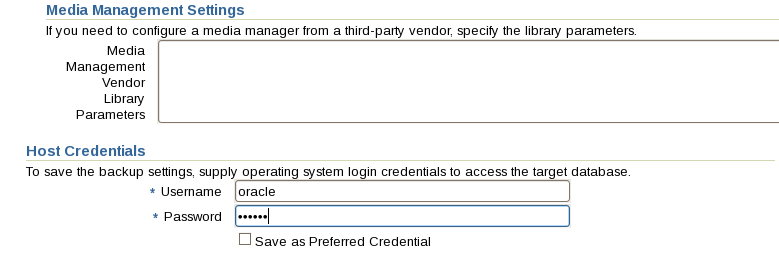 Media Management Settings
If you need to configure a media manager from a third-party vendor, specify the library parameters.
Media
Management
Vendor
Library
Parameters
Host Credentials
To save the backup settings, supply operating system login credentials to access the target database.
* Username oracle
* Password ••••••
Save as Preferred Credential